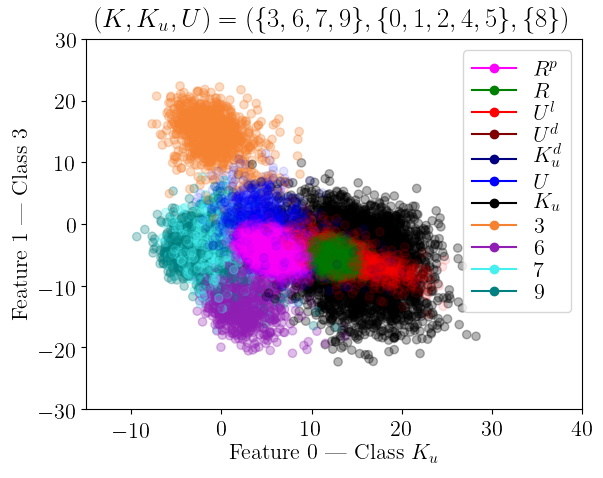 (K, K_u, U) = ({3, 6, 7, 9}, {0, 1, 2, 4, 5}, {8})
30
20
10
0
−10
−20
−30
Feature 1 — Class 3
R^p
R
U^l
U^d
K_u^d
U
K_u
3
6
7
9
−10 0 10 20 30 40
Feature 0 — Class K_u